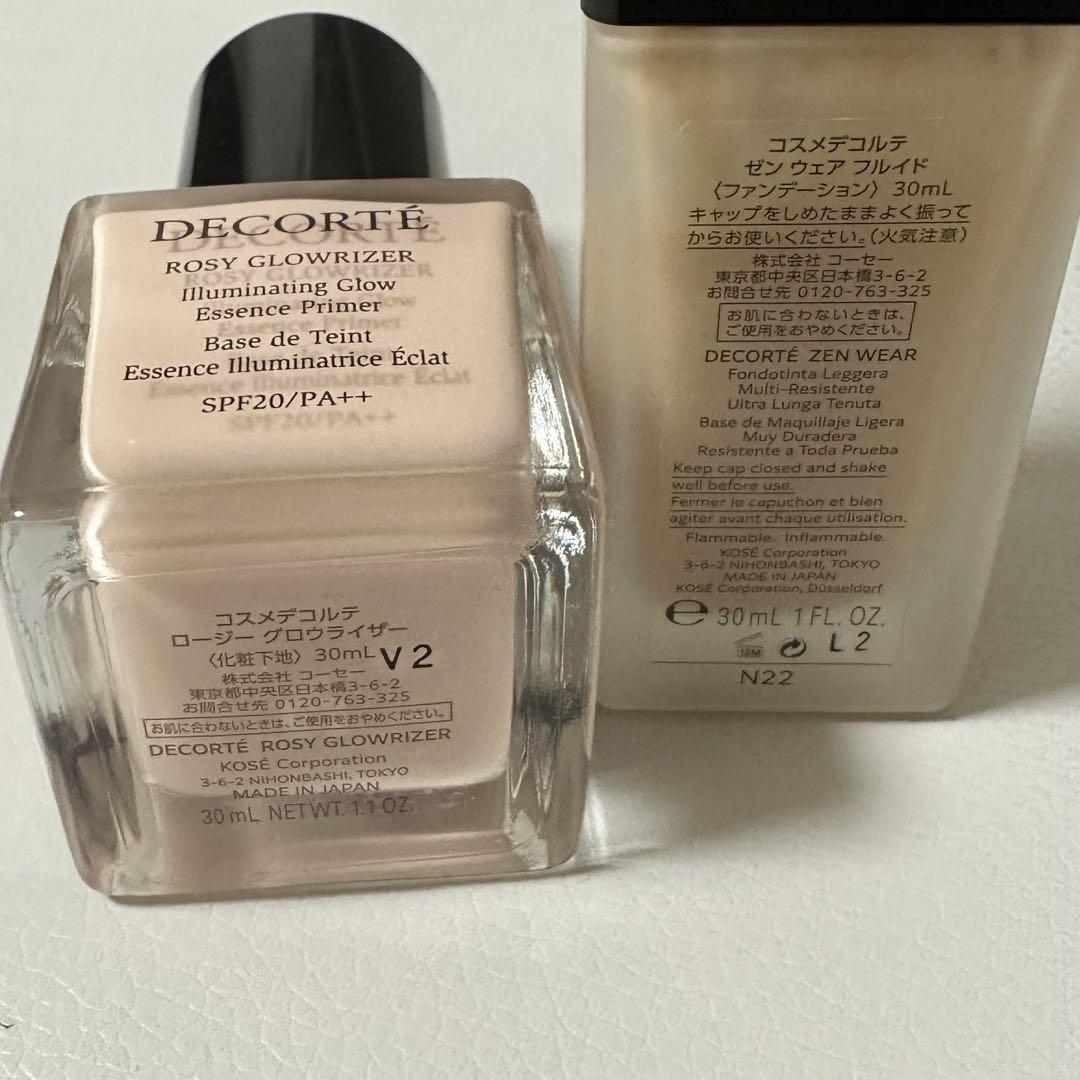 DECORTÉ
ROSY GLOWRIZER
Illuminating Glow
Essence Primer
Base de Teint
Essence Illuminatrice Éclat
SPF20/PA++
コスメデコルテ
ロージー グロウライザー
〈化粧下地〉 30mL V2
株式会社 コーセー
東京都中央区日本橋3-6-2
お問合せ先 0120-763-325
お肌に合わないときは、ご使用をおやめください。
DECORTÉ ROSY GLOWRIZER
KOSÉ Corporation
3-6-2 NIHONBASHI, TOKYO
MADE IN JAPAN
30mL NETWT. 1.1 OZ.
コスメデコルテ
ゼン ウェア フルイド
〈ファンデーション〉 30mL
キャップをしめたままよく振って
からお使いください。(火気注意)
株式会社 コーセー
東京都中央区日本橋3-6-2
お問合せ先 0120-763-325
お肌に合わないときは、
ご使用をおやめください。
DECORTÉ ZEN WEAR
Fondotinta Leggera
Multi-Resistente
Ultra Lunga Tenuta
Base de Maquillaje Ligera
Muy Duradera
Resistente a Toda Prueba
Keep cap closed and shake
well before use.
Fermer le capuchon et bien
agiter avant chaque utilisation.
Flammable. Inflammable.
KOSÉ Corporation
3-6-2 NIHONBASHI, TOKYO
MADE IN JAPAN
KOSÉ Corporation, Düsseldorf
℮ 30mL 1 FL. OZ.
12M L2
N22